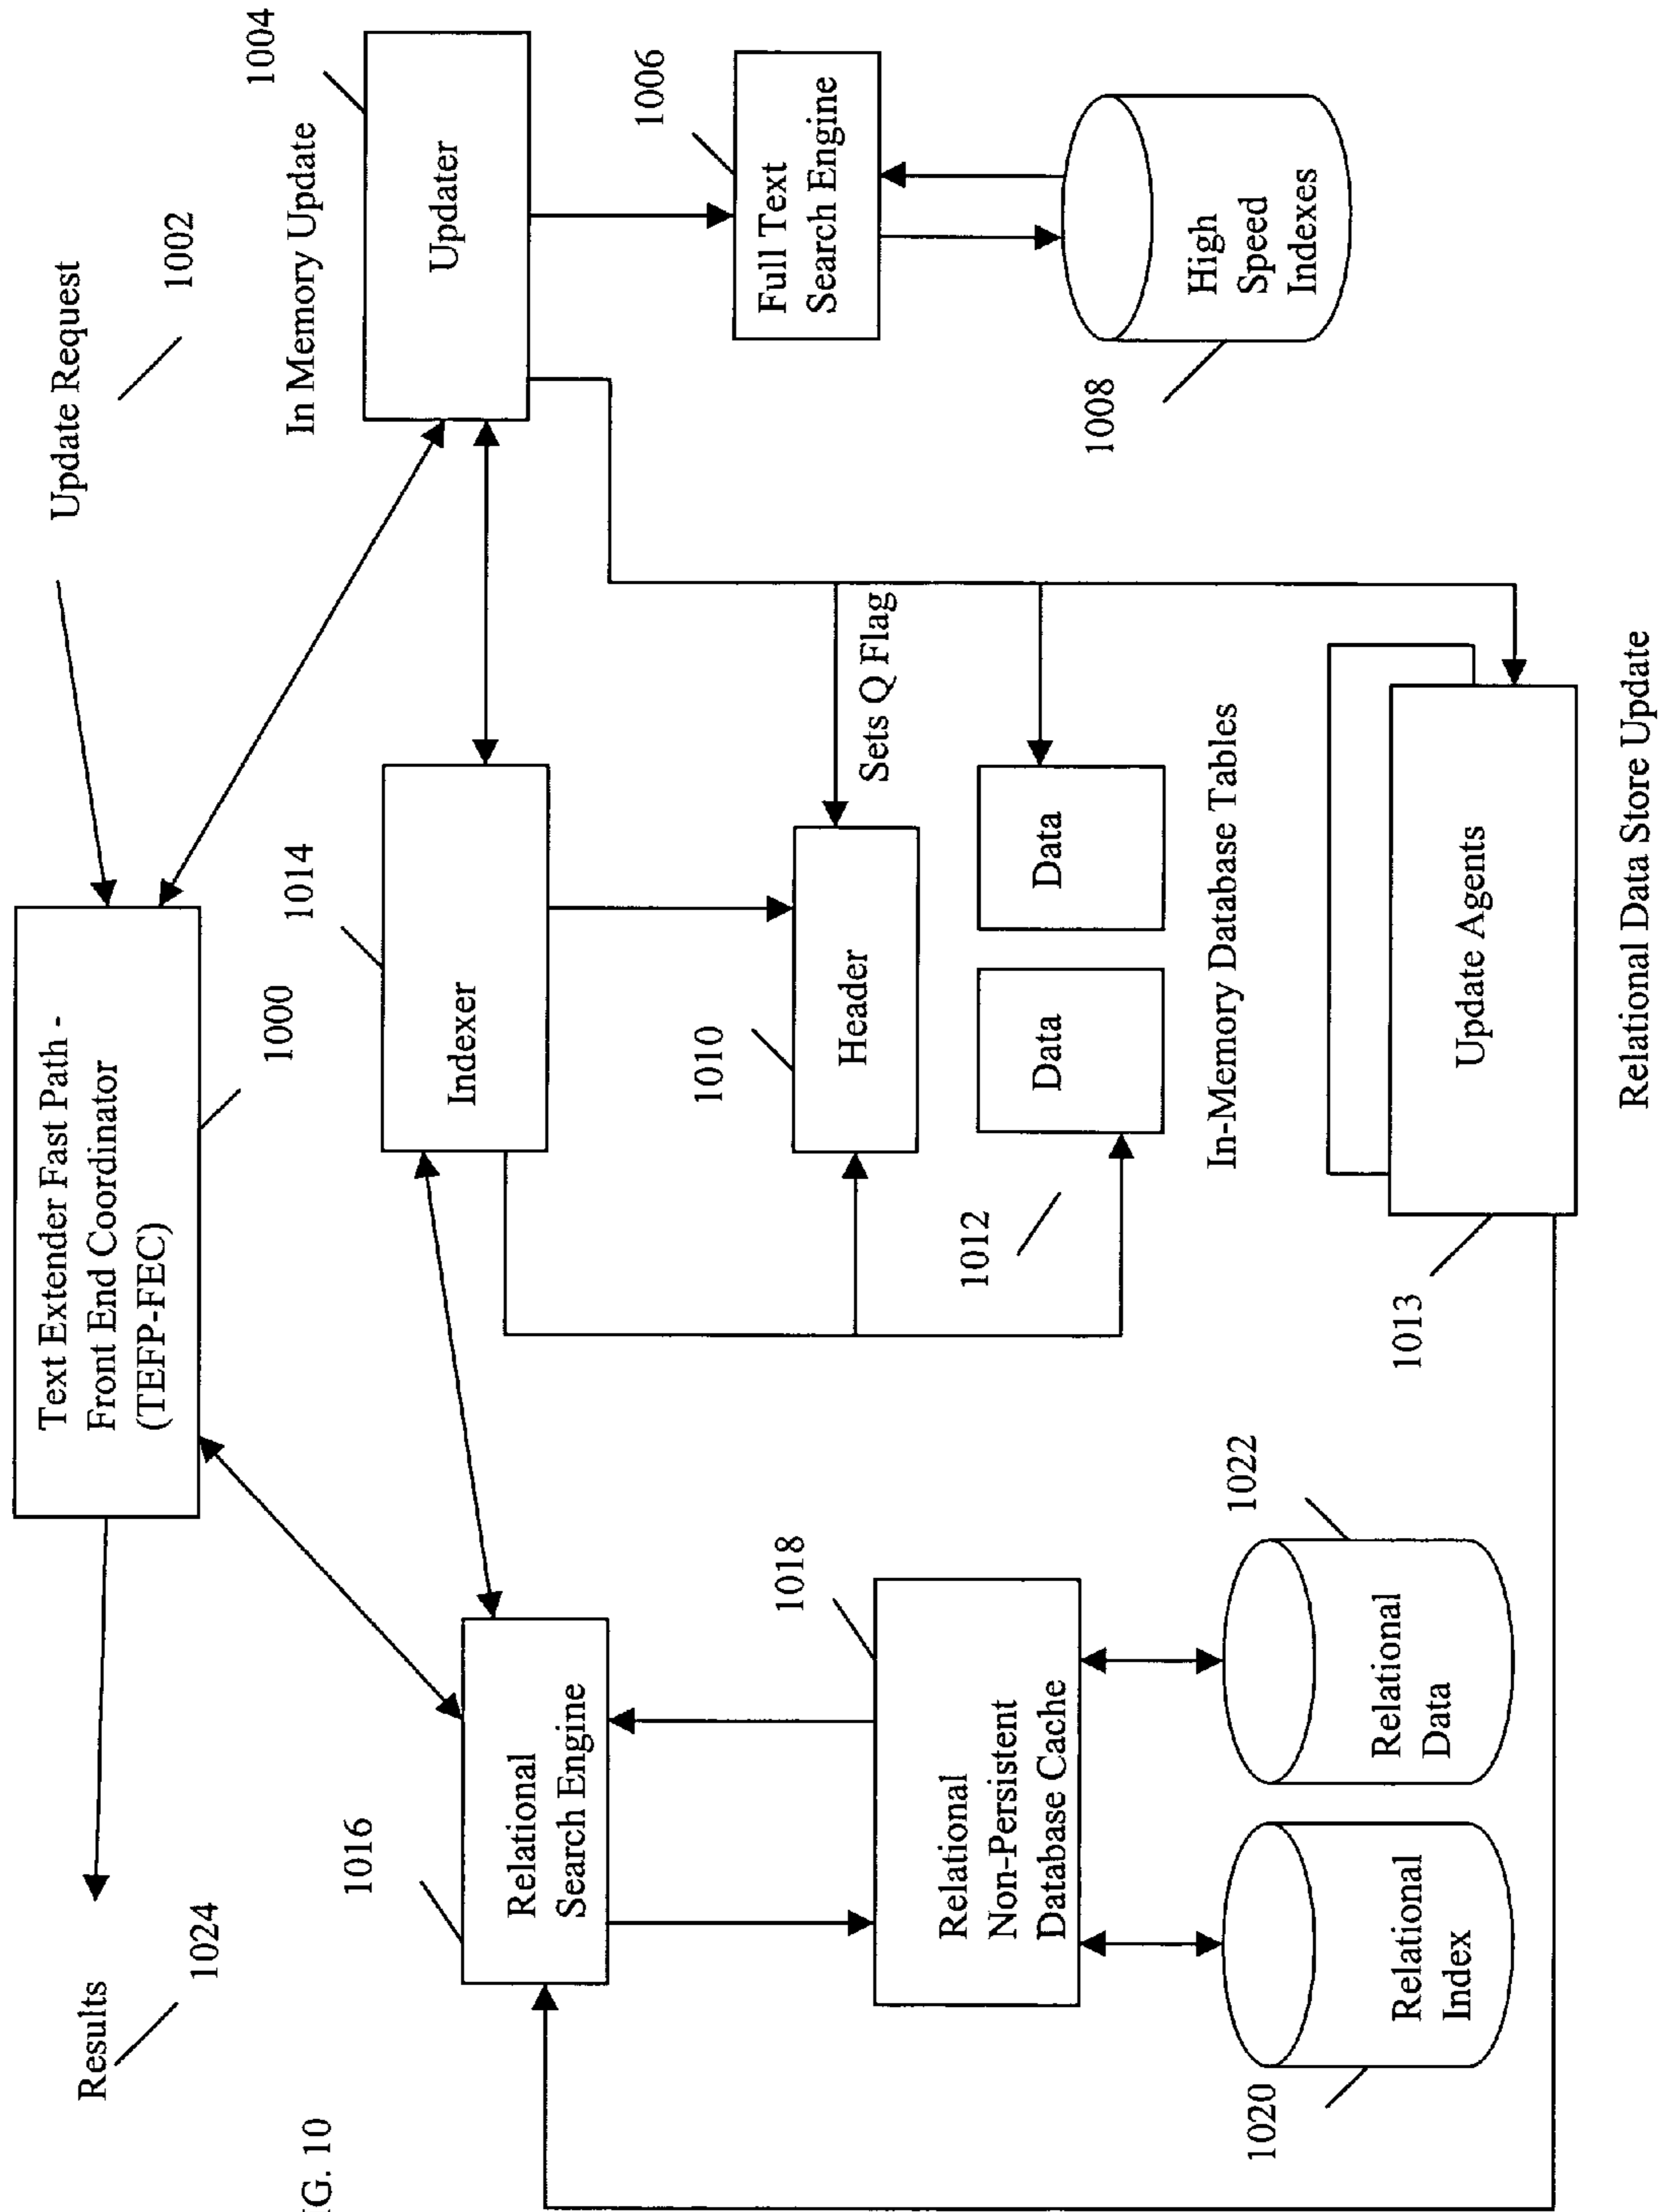 Update Request
1002
In Memory Update
1004
Updater
1006
Full Text
Search Engine
1008
High
Speed
Indexes
Text Extender Fast Path -
Front End Coordinator
(TEFP-FEC)
1000
1014
Indexer
1010
Header
Sets Q Flag
Data
Data
1012
In-Memory Database Tables
1013
Update Agents
Relational Data Store Update
Results
1024
1016
Relational
Search Engine
1018
Relational
Non-Persistent
Database Cache
1022
Relational
Data
1020
Relational
Index
IG. 10